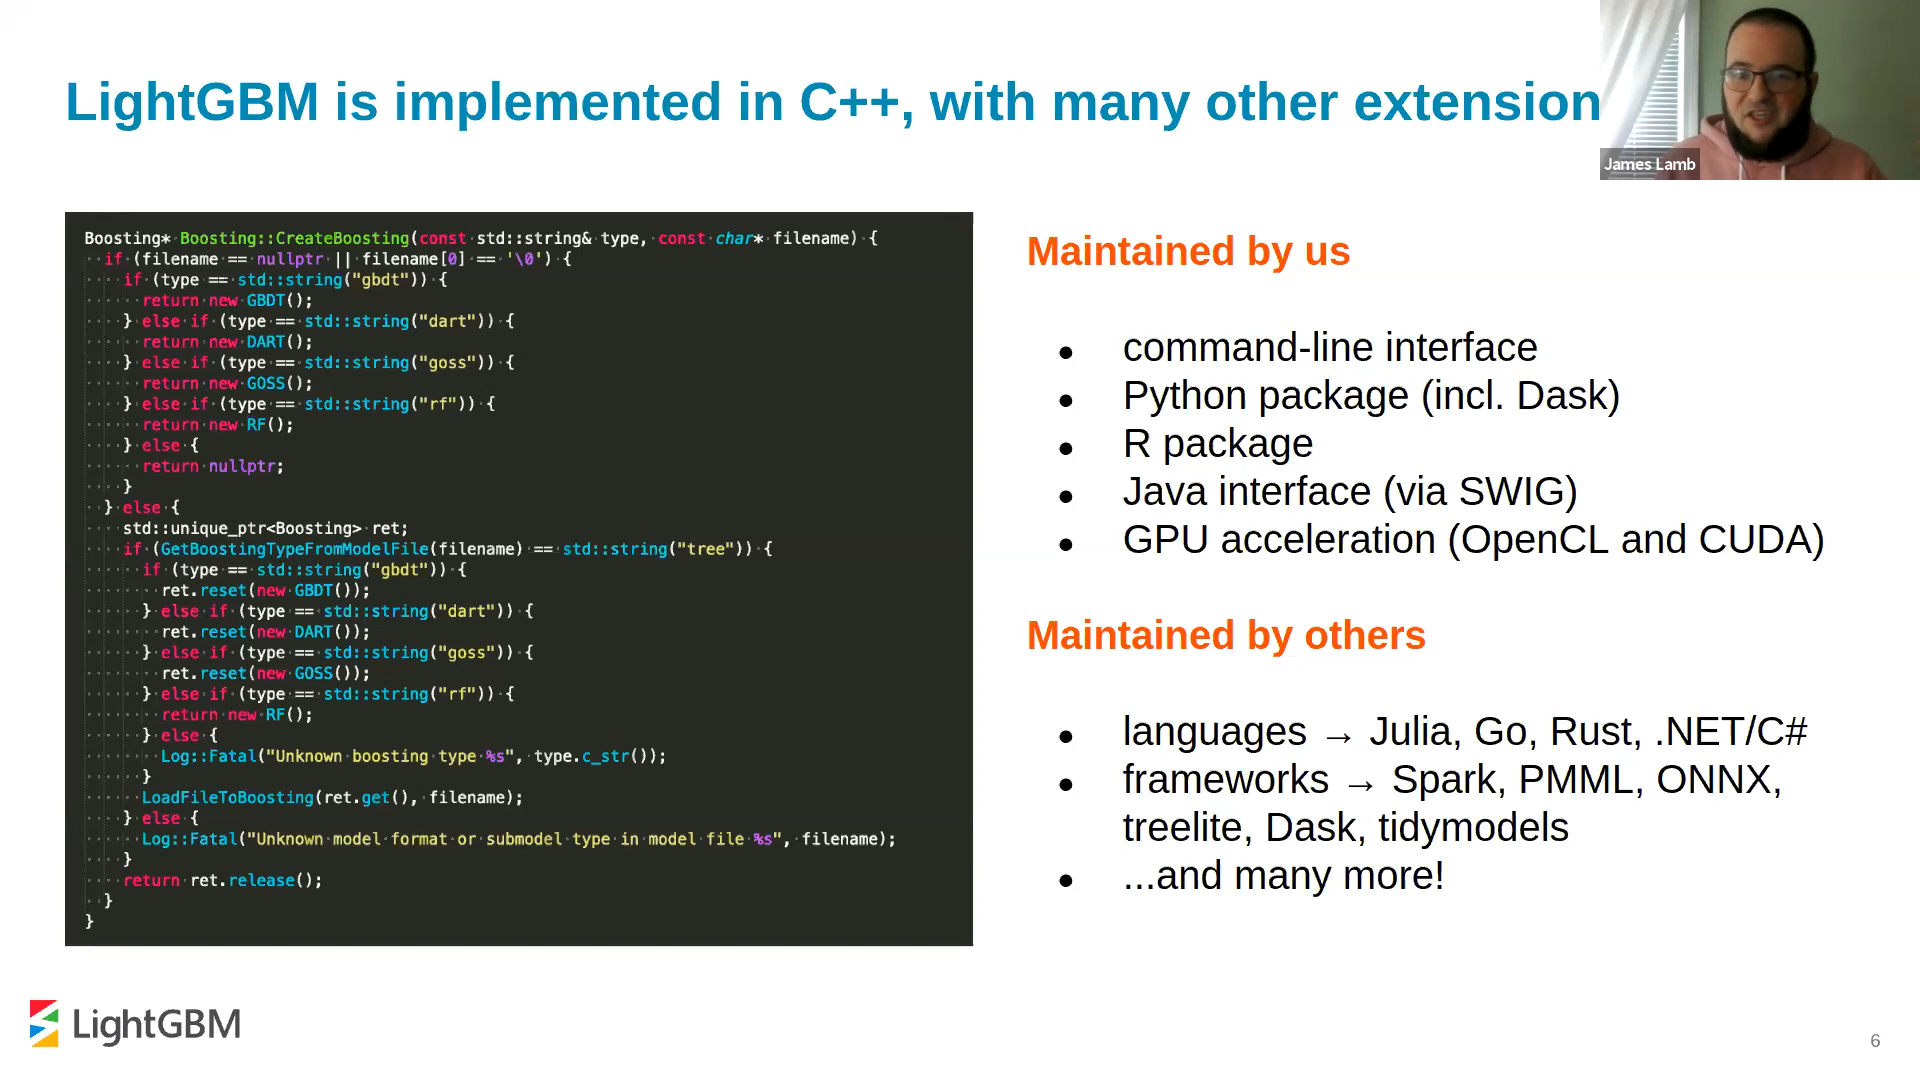 LightGBM is implemented in C++, with many other extension
James Lamb
Boosting* Boosting::CreateBoosting(const std::string& type, const char* filename) {
if (filename == nullptr || filename[0] == '\0') {
if (type == std::string("gbdt")) {
return new GBDT();
} else if (type == std::string("dart")) {
return new DART();
} else if (type == std::string("goss")) {
return new GOSS();
} else if (type == std::string("rf")) {
return new RF();
} else {
return nullptr;
}
} else {
std::unique_ptr<Boosting> ret;
if (GetBoostingTypeFromModelFile(filename) == std::string("tree")) {
if (type == std::string("gbdt")) {
ret.reset(new GBDT());
} else if (type == std::string("dart")) {
ret.reset(new DART());
} else if (type == std::string("goss")) {
ret.reset(new GOSS());
} else if (type == std::string("rf")) {
return new RF();
} else {
Log::Fatal("Unknown boosting type %s", type.c_str());
}
LoadFileToBoosting(ret.get(), filename);
} else {
Log::Fatal("Unknown model format or submodel type in model file %s", filename);
}
return ret.release();
}
}
Maintained by us
● command-line interface
● Python package (incl. Dask)
● R package
● Java interface (via SWIG)
● GPU acceleration (OpenCL and CUDA)
Maintained by others
● languages → Julia, Go, Rust, .NET/C#
● frameworks → Spark, PMML, ONNX,
treelite, Dask, tidymodels
● ...and many more!
LightGBM
6